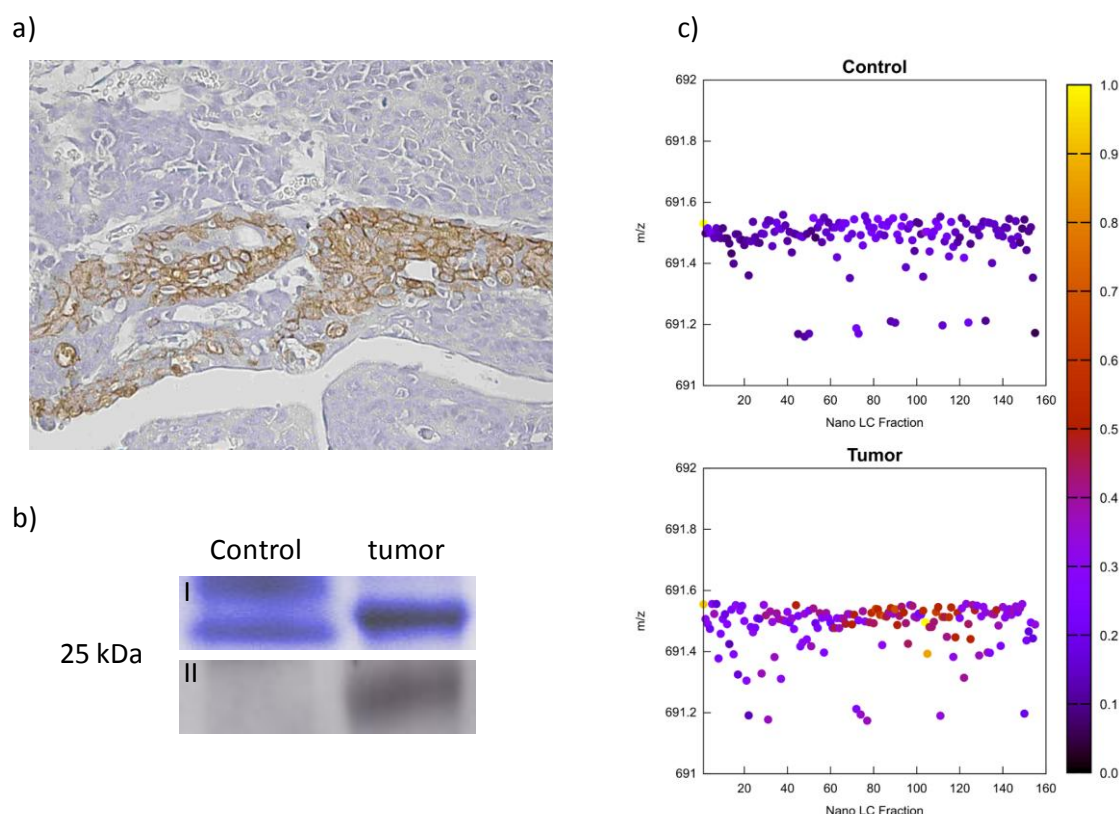 a)
b)
Control tumor
I
25 kDa
II
c)
Control
692
691.8
691.6
691.4
691.2
691
m/z
20 40 60 80 100 120 140 160
Nano LC Fraction
Tumor
692
691.8
691.6
691.4
691.2
691
m/z
20 40 60 80 100 120 140 160
Nano LC Fraction
1.0
0.9
0.8
0.7
0.6
0.5
0.4
0.3
0.2
0.1
0.0